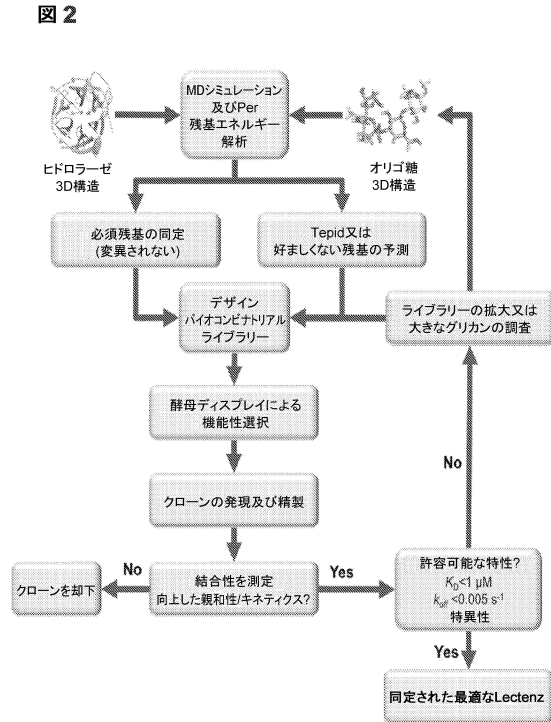 図 2
MDシミュレーション
及びPer
残基エネルギー
解析
ヒドロラーゼ
3D構造
オリゴ糖
3D構造
必須残基の同定
(変異されない)
Tepid又は
好ましくない残基の予測
デザイン
バイオコンビナトリアル
ライブラリー
ライブラリーの拡大又は
大きなグリカンの調査
酵母ディスプレイによる
機能性選択
クローンの発現及び精製
No
クローンを却下
No
結合性を測定
向上した親和性/キネティクス?
Yes
許容可能な特性?
K_D<1 μM
k_off <0.005 s⁻¹
特異性
Yes
同定された最適なLectenz